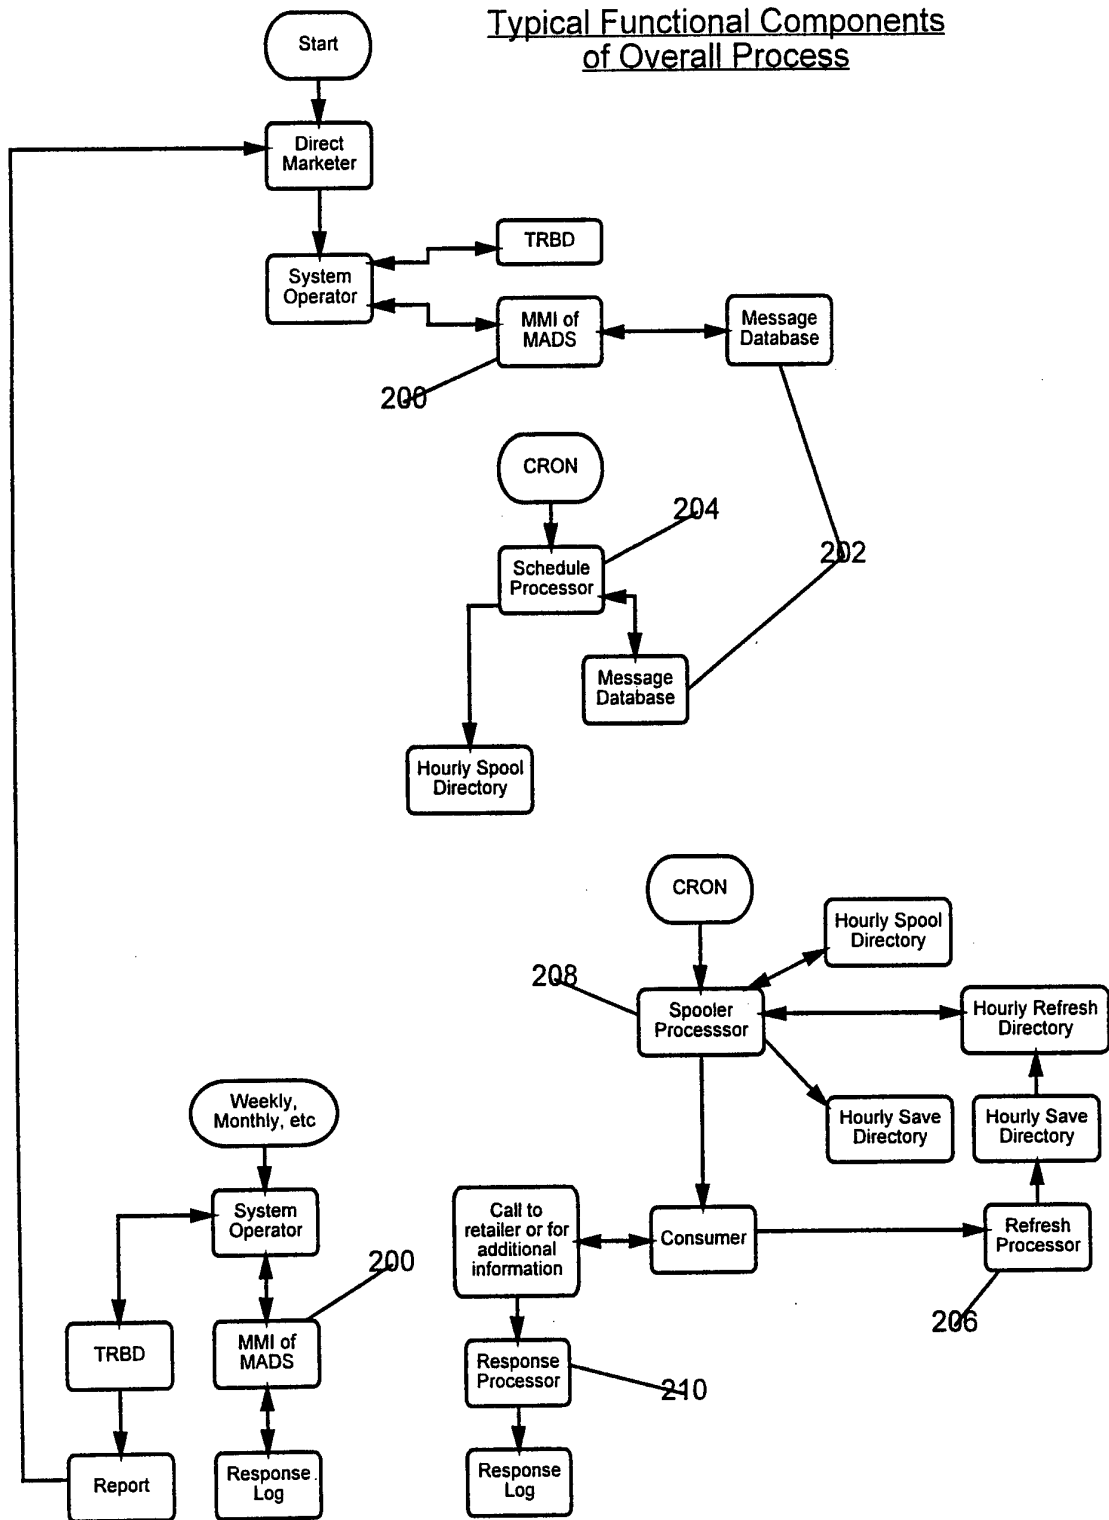 Typical Functional Components
of Overall Process
Start
Direct
Marketer
TRBD
System
Operator
MMI of
MADS
Message
Database
200
CRON
204
202
Schedule
Processor
Message
Database
Hourly Spool
Directory
CRON
Hourly Spool
Directory
208
Spooler
Processsor
Hourly Refresh
Directory
Weekly,
Monthly, etc
Hourly Save
Directory
Hourly Save
Directory
System
Operator
Call to
retailer or for
additional
information
Consumer
Refresh
Processor
200
206
TRBD
MMI of
MADS
Response
Processor
210
Report
Response
Log
Response
Log